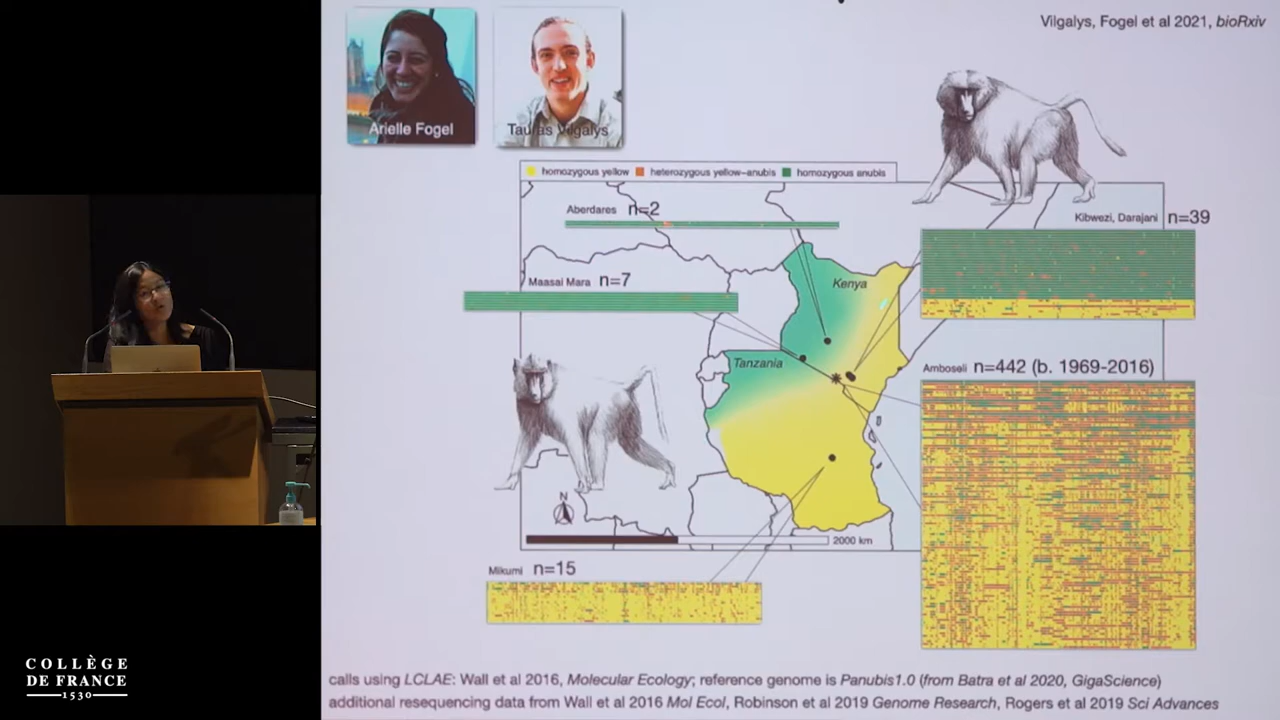 Vilgalys, Fogel et al 2021, bioRxiv
Arielle Fogel
Tauras Vilgalys
homozygous yellow heterozygous yellow–anubis homozygous anubis
Aberdares n=2
Kibwezi, Darajani n=39
Maasai Mara n=7
Kenya
Tanzania
Amboseli n=442 (b. 1969-2016)
N
2000 km
Mikumi n=15
calls using LCLAE: Wall et al 2016, Molecular Ecology; reference genome is Panubis1.0 (from Batra et al 2020, GigaScience)
additional resequencing data from Wall et al 2016 Mol Ecol, Robinson et al 2019 Genome Research, Rogers et al 2019 Sci Advances
COLLÈGE
DE FRANCE
1530